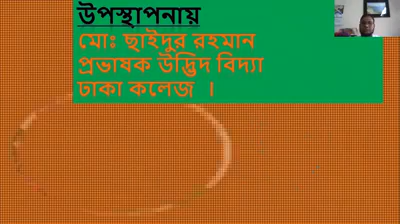 উপস্থাপনায়
মোঃ ছাইদুর রহমান
প্রভাষক উদ্ভিদ বিদ্যা
ঢাকা কলেজ ।